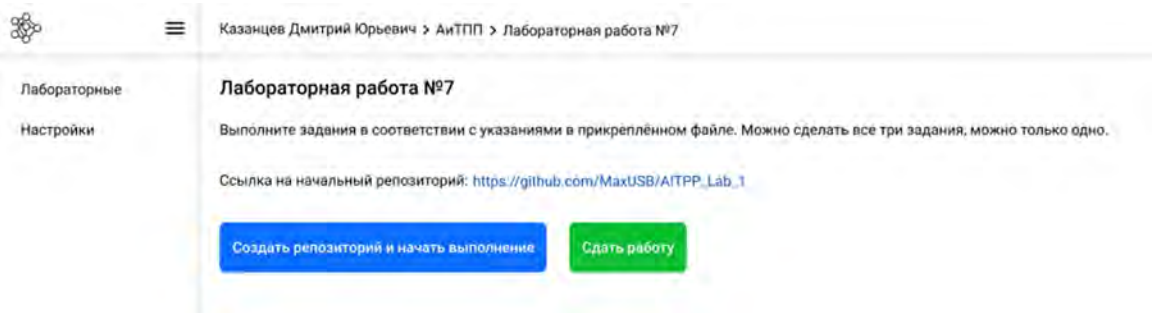 Казанцев Дмитрий Юрьевич > АиТПП > Лабораторная работа №7
Лабораторные
Настройки
Лабораторная работа №7
Выполните задания в соответствии с указаниями в прикреплённом файле. Можно сделать все три задания, можно только одно.
Ссылка на начальный репозиторий: https://github.com/MaxUSB/AITPP_Lab_1
Создать репозиторий и начать выполнение
Сдать работу